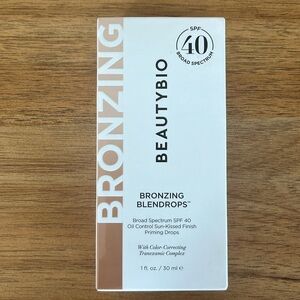 BRONZING
SPF
40
BROAD SPECTRUM
BEAUTYBIO
BRONZING
BLENDROPS™
Broad Spectrum SPF 40
Oil Control Sun-Kissed Finish
Priming Drops
With Color-Correcting
Tranexamic Complex
1 fl. oz. / 30 ml ℮